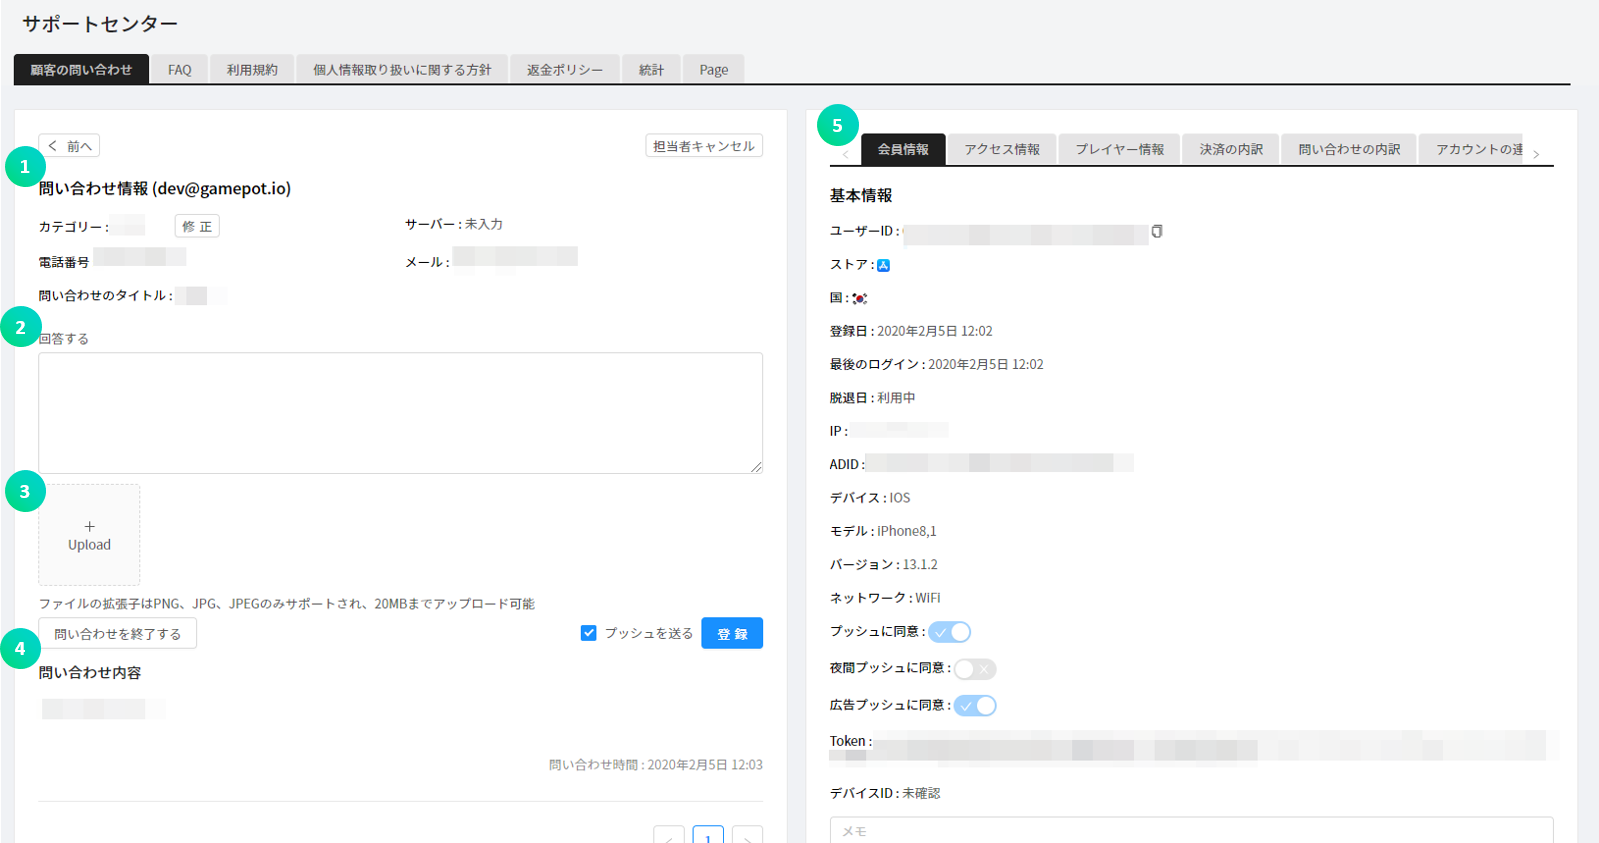 サポートセンター
顧客の問い合わせ
FAQ
利用規約
個人情報取り扱いに関する方針
返金ポリシー
統計
Page
1
前へ
担当者キャンセル
問い合わせ情報 (dev@gamepot.io)
カテゴリー :
修 正
サーバー : 未入力
電話番号
メール :
問い合わせのタイトル :
2
回答する
3
+
Upload
ファイルの拡張子はPNG、JPG、JPEGのみサポートされ、20MBまでアップロード可能
4
問い合わせを終了する
プッシュを送る
登 録
問い合わせ内容
問い合わせ時間 : 2020年2月5日 12:03
1
5
会員情報
アクセス情報
プレイヤー情報
決済の内訳
問い合わせの内訳
アカウントの連
基本情報
ユーザーID :
ストア :
国 :
登録日 : 2020年2月5日 12:02
最後のログイン : 2020年2月5日 12:02
脱退日 : 利用中
IP :
ADID :
デバイス : IOS
モデル : iPhone8,1
バージョン : 13.1.2
ネットワーク : WIFI
プッシュに同意 :
夜間プッシュに同意 :
広告プッシュに同意 :
Token :
デバイスID : 未確認
メモ